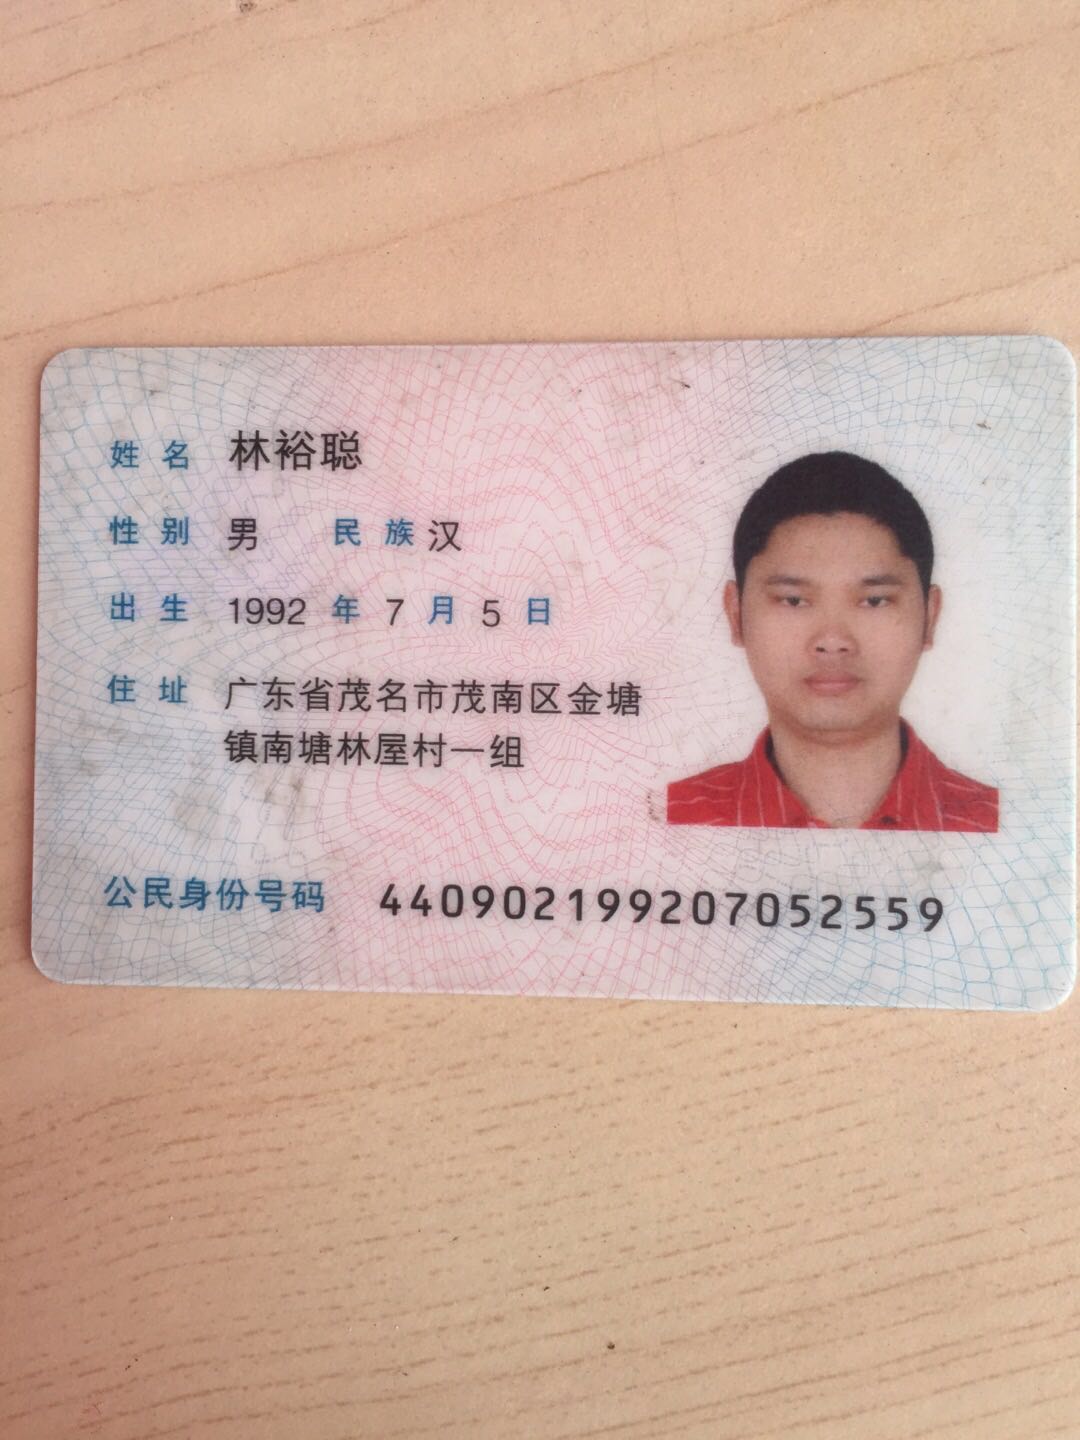 姓名 林裕聪
性别 男 民族 汉
出生 1992 年 7 月 5 日
住址 广东省茂名市茂南区金塘
镇南塘林屋村一组
公民身份号码 440902199207052559